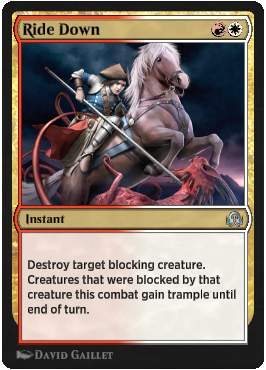 Ride Down
Instant
Destroy target blocking creature.
Creatures that were blocked by that
creature this combat gain trample until
end of turn.
DAVID GAILLET